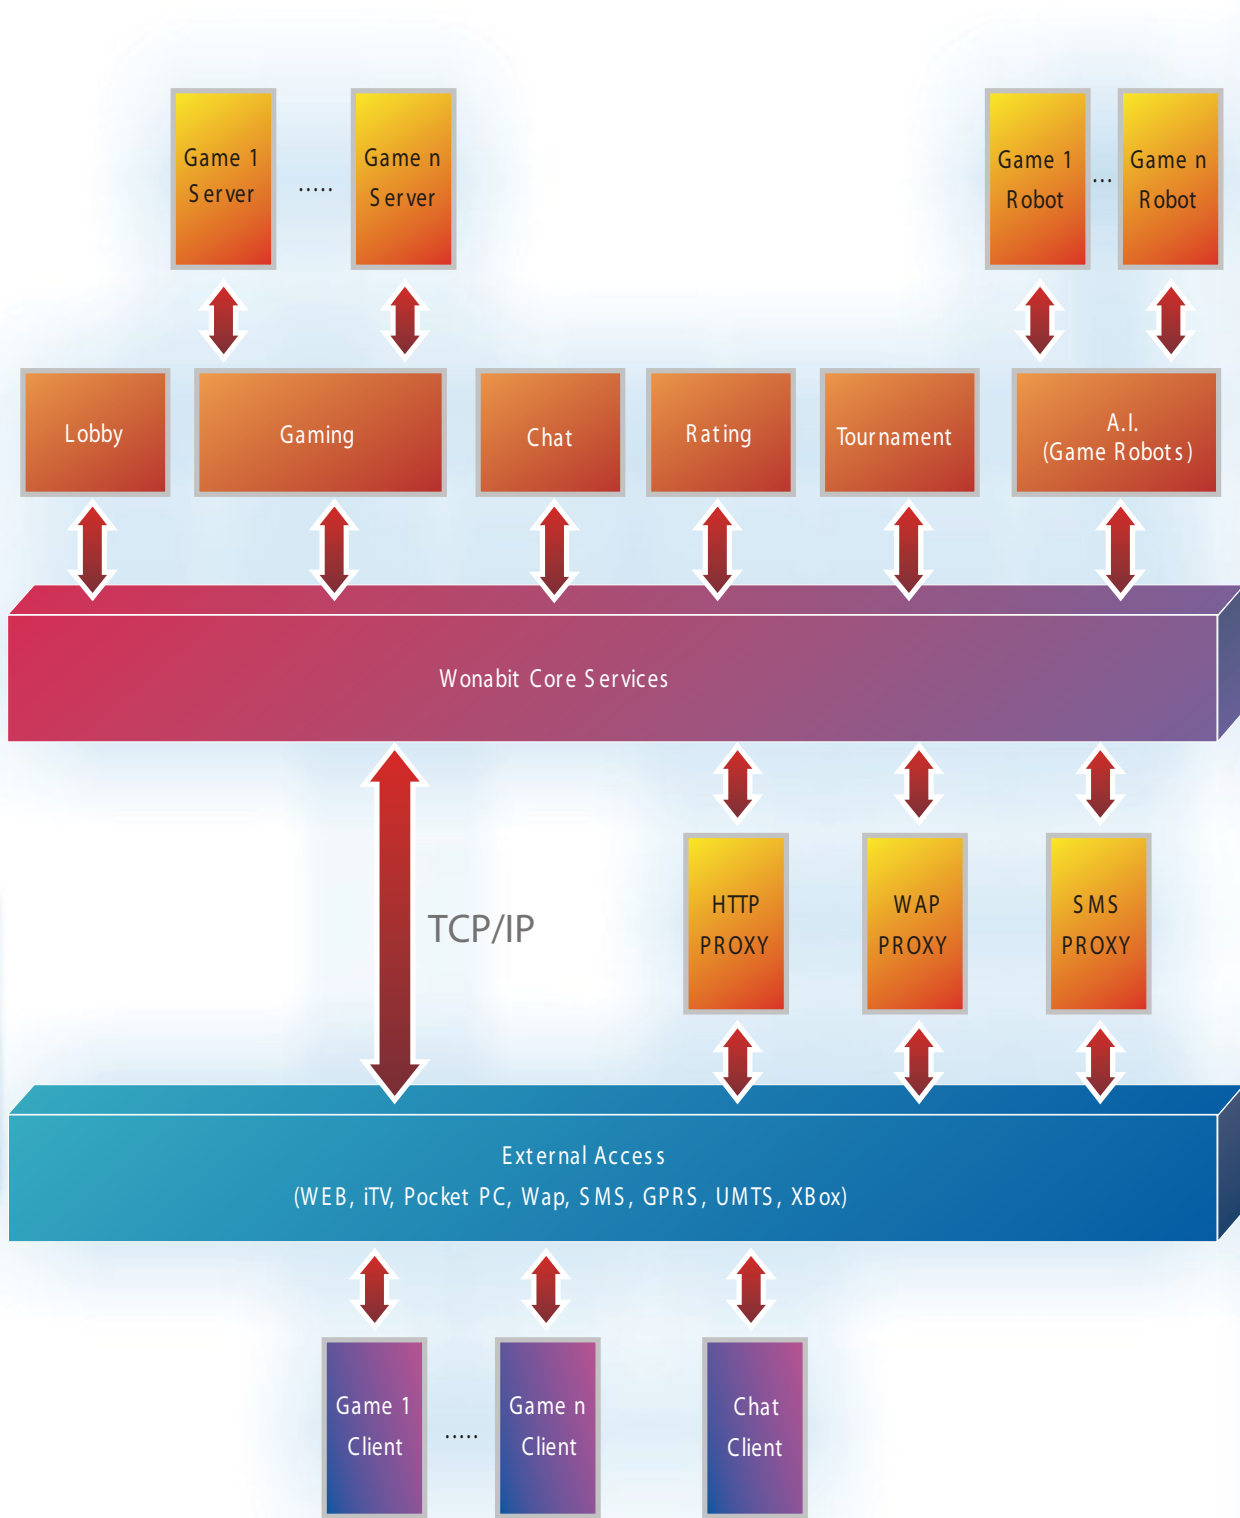 Game 1
Server
.....
Game n
Server
Game 1
Robot
...
Game n
Robot
Lobby
Gaming
Chat
Rating
Tournament
A.I.
(Game Robots)
Wonabit Core Services
TCP/IP
HTTP
PROXY
WAP
PROXY
SMS
PROXY
External Access
(WEB, iTV, Pocket PC, Wap, SMS, GPRS, UMTS, XBox)
Game 1
Client
.....
Game n
Client
Chat
Client